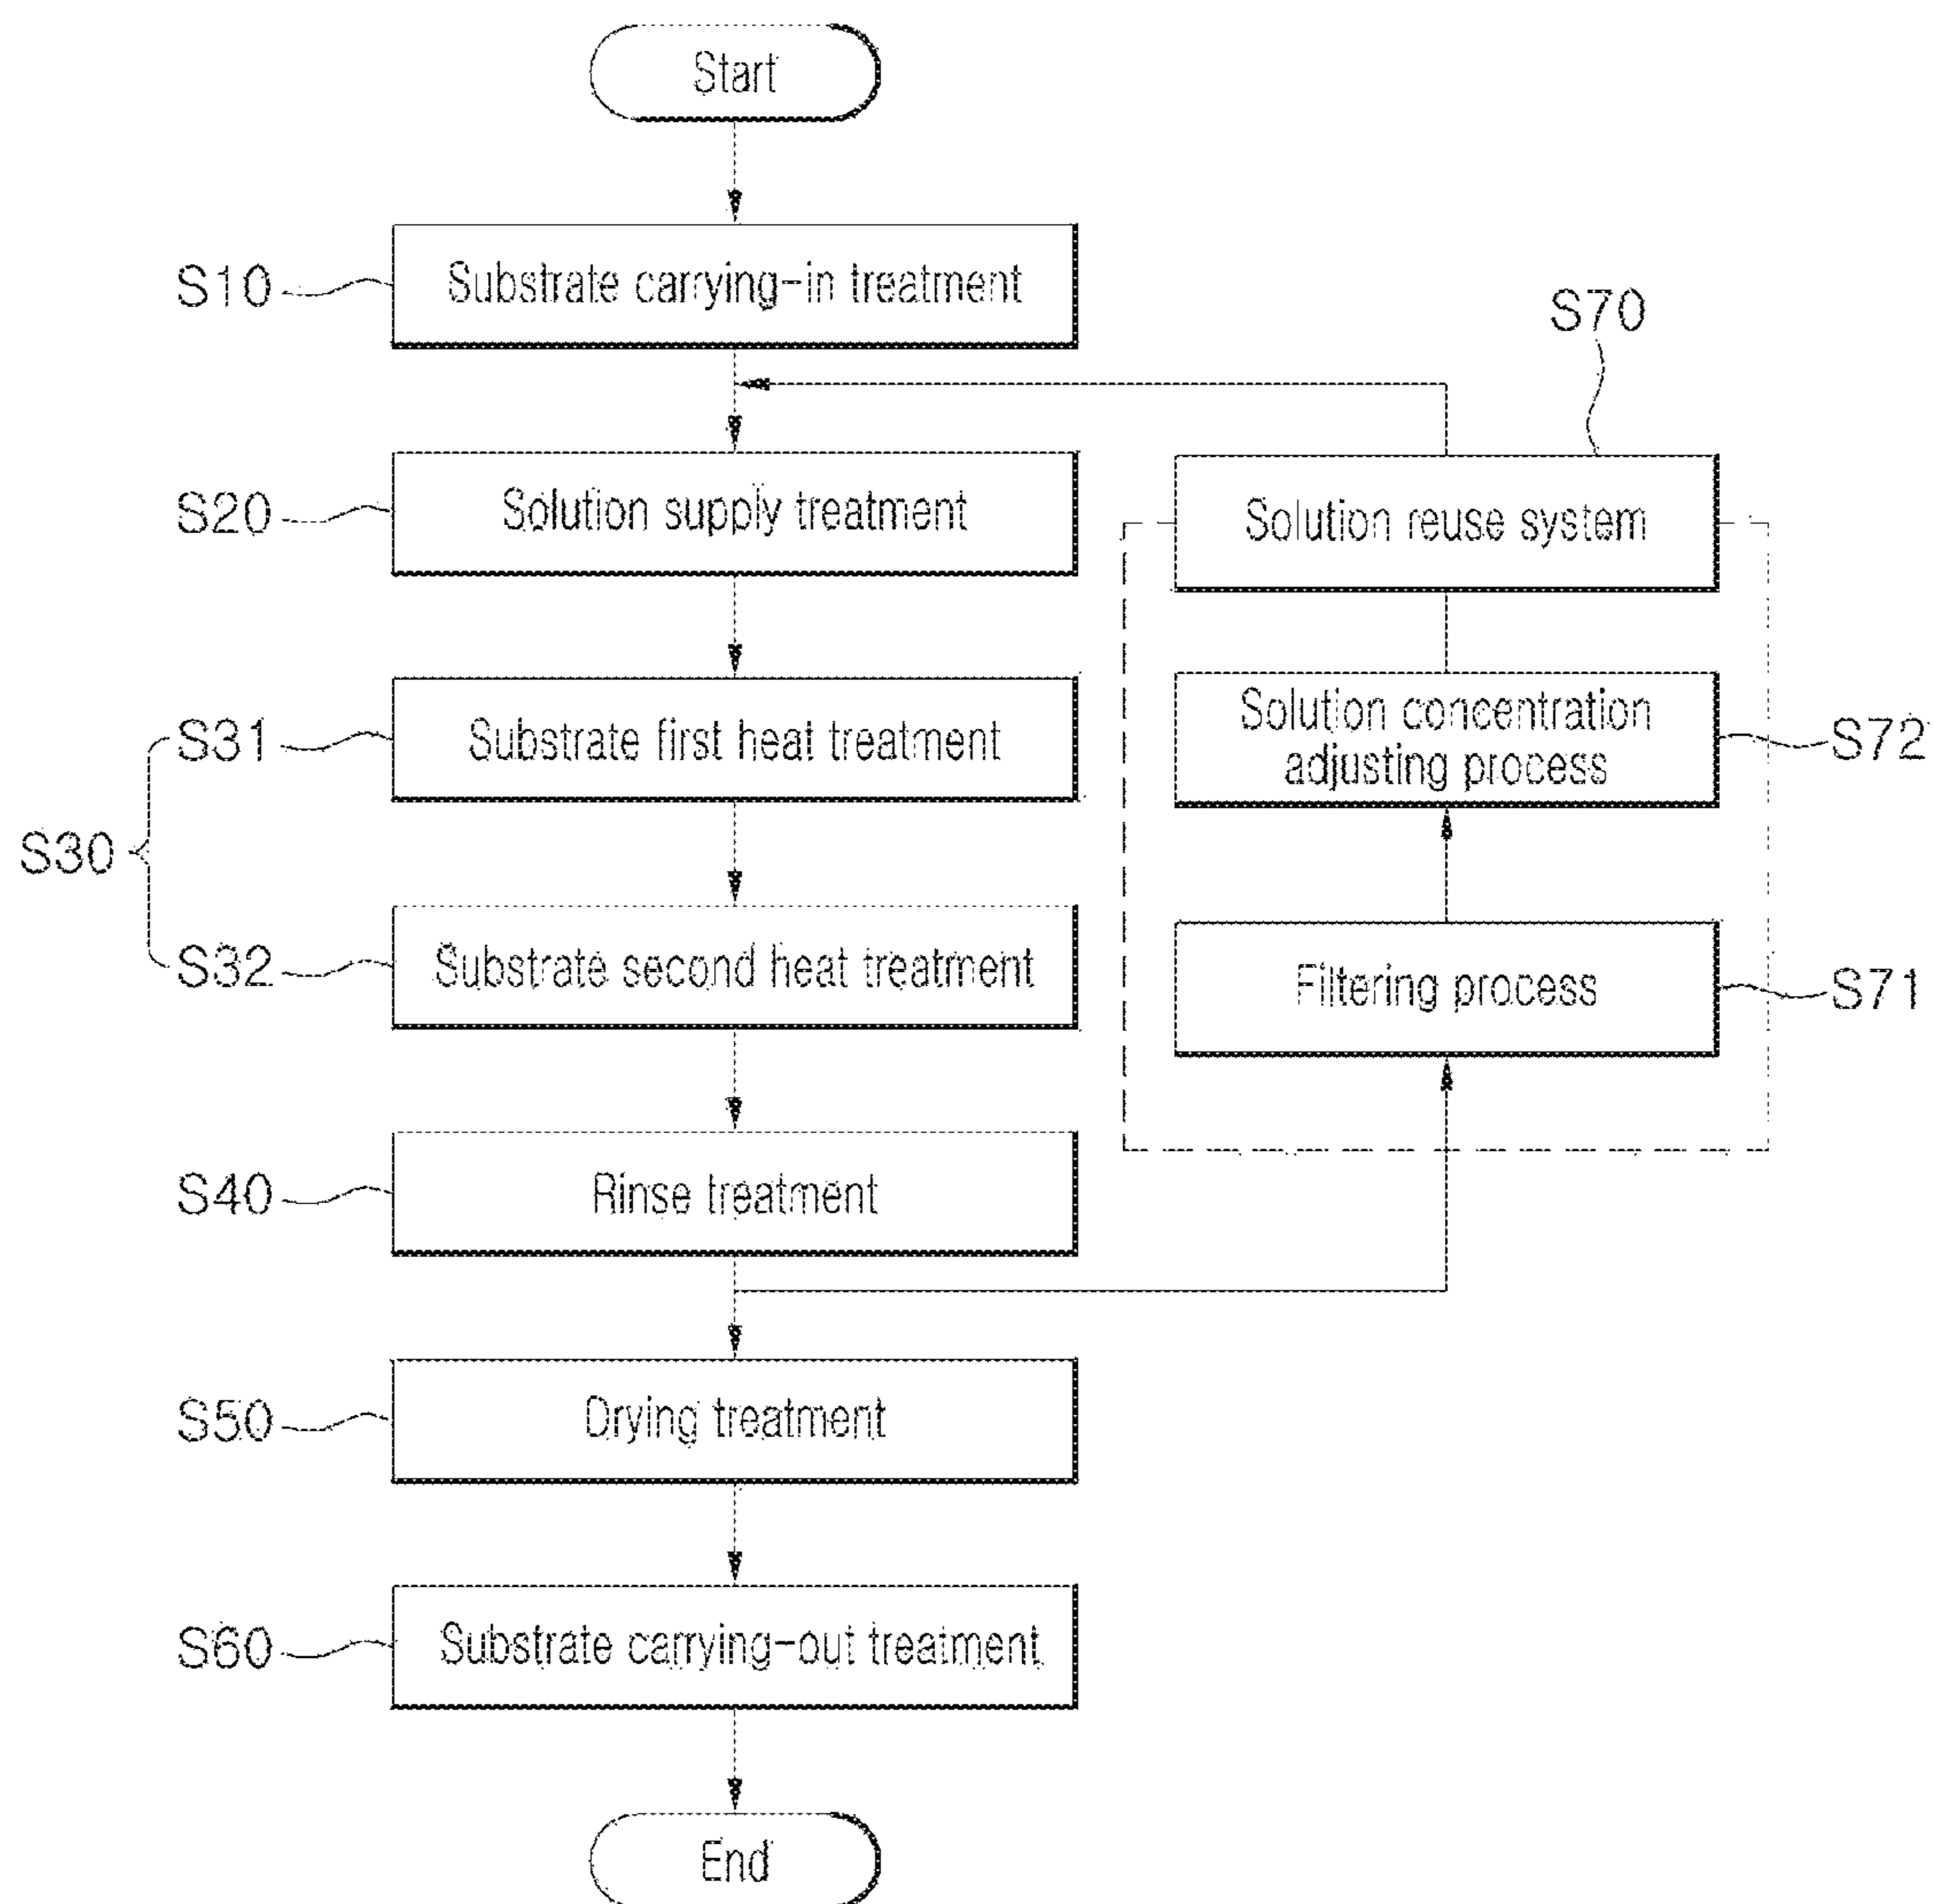 Start
S10
Substrate carrying-in treatment
S70
S20
Solution supply treatment
Solution reuse system
S31
Substrate first heat treatment
Solution concentration
adjusting process
S72
S30
S32
Substrate second heat treatment
Filtering process
S71
S40
Rinse treatment
S50
Drying treatment
S60
Substrate carrying-out treatment
End